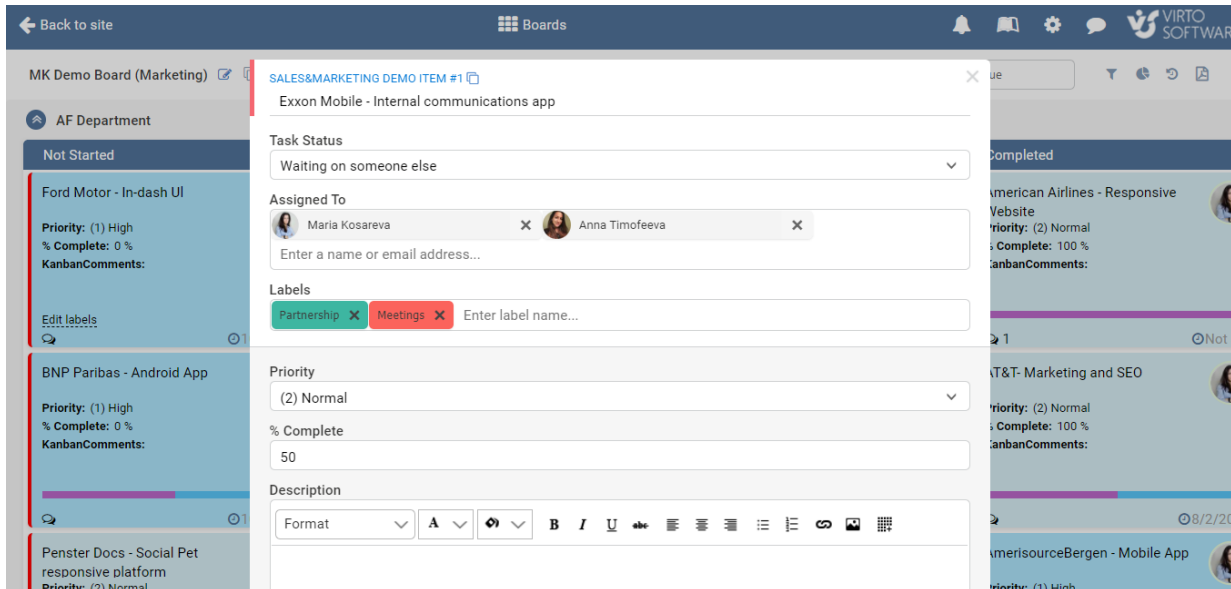 Back to site
Boards
VIRTO
SOFTWAR
MK Demo Board (Marketing)
ue
AF Department
Not Started
Ford Motor - In-dash UI
Priority: (1) High
% Complete: 0 %
KanbanComments:
Edit labels
1
BNP Paribas - Android App
Priority: (1) High
% Complete: 0 %
KanbanComments:
1
Penster Docs - Social Pet
responsive platform
Priority: (2) Normal
SALES&MARKETING DEMO ITEM #1
Exxon Mobile - Internal communications app
Task Status
Waiting on someone else
Assigned To
Maria Kosareva
Anna Timofeeva
Enter a name or email address...
Labels
Partnership
Meetings
Enter label name...
Priority
(2) Normal
% Complete
50
Description
Format
A
B I U abc
Completed
American Airlines - Responsive
Website
Priority: (2) Normal
% Complete: 100 %
KanbanComments:
1
Not
AT&T- Marketing and SEO
Priority: (2) Normal
% Complete: 100 %
KanbanComments:
8/2/20
AmerisourceBergen - Mobile App
Priority: (1) High